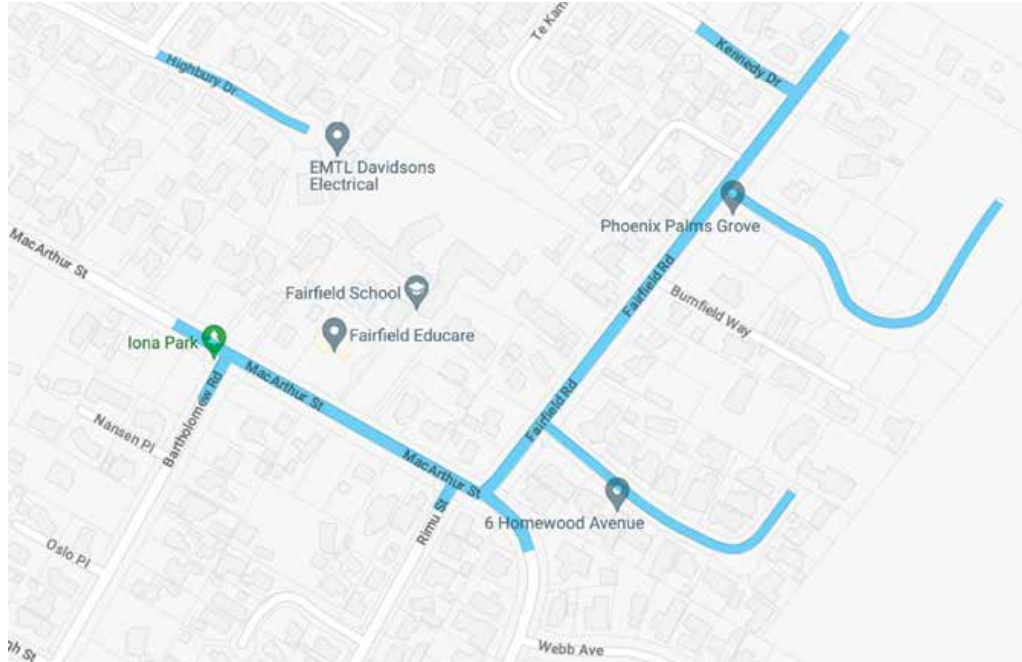 Te Kam
Kennedy Dr
Highbury Dr
EMTL Davidsons
Electrical
Phoenix Palms Grove
MacArthur St
Fairfield School
Fairfield Rd
Burnfield Way
Iona Park
Fairfield Educare
MacArthur St
Bartholomew Rd
Nansen Pl
Fairfield Rd
MacArthur St
6 Homewood Avenue
Rimu St
Oslo Pl
gh St
Webb Ave